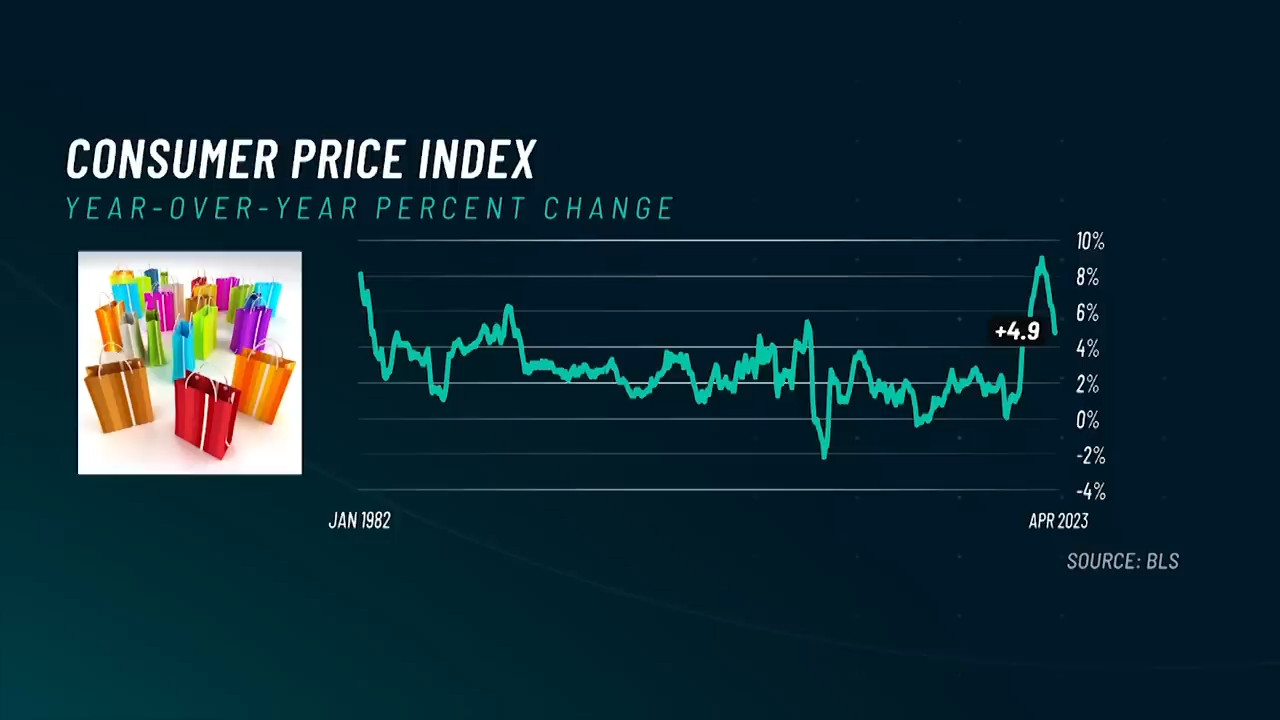 CONSUMER PRICE INDEX
YEAR-OVER-YEAR PERCENT CHANGE
10%
8%
6%
+4.9
4%
2%
0%
-2%
-4%
JAN 1982
APR 2023
SOURCE: BLS